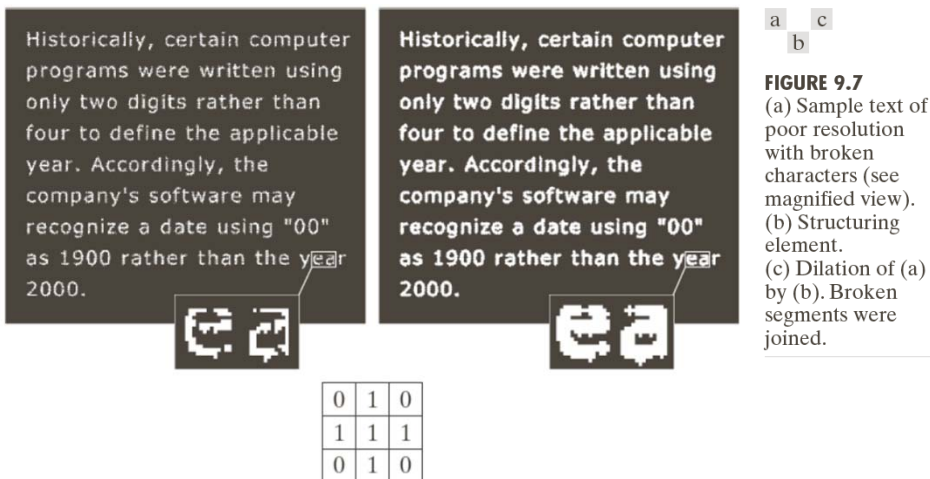 Historically, certain computer
programs were written using
only two digits rather than
four to define the applicable
year. Accordingly, the
company's software may
recognize a date using "00"
as 1900 rather than the year
2000.
e a
Historically, certain computer
programs were written using
only two digits rather than
four to define the applicable
year. Accordingly, the
company's software may
recognize a date using "00"
as 1900 rather than the year
2000.
e a
0 1 0
1 1 1
0 1 0
a c
b
FIGURE 9.7
(a) Sample text of
poor resolution
with broken
characters (see
magnified view).
(b) Structuring
element.
(c) Dilation of (a)
by (b). Broken
segments were
joined.